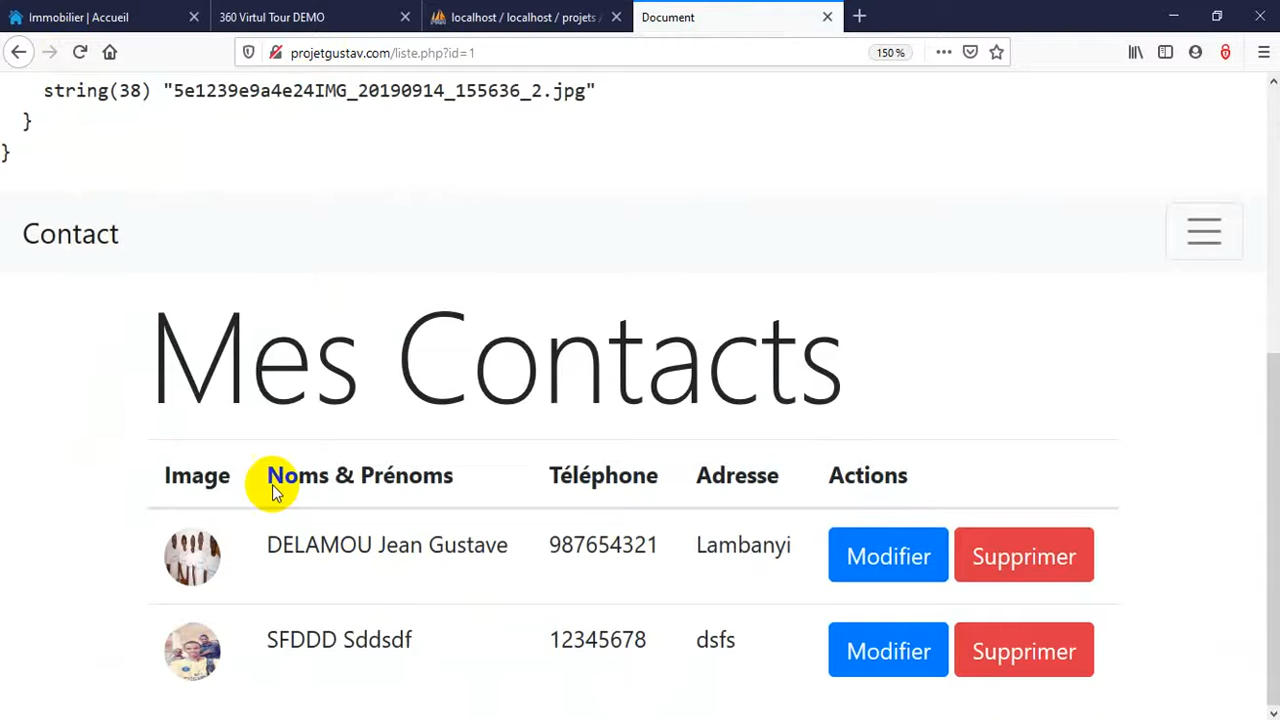 Immobilier | Accueil
360 Virtul Tour DEMO
localhost / localhost / projets /
Document
projetgustav.com/liste.php?id=1
150 %
string(38) "5e1239e9a4e24IMG_20190914_155636_2.jpg"
}
}
Contact
Mes Contacts
Image Noms & Prénoms Téléphone Adresse Actions
DELAMOU Jean Gustave 987654321 Lambanyi Modifier Supprimer
SFDDD Sddsdf 12345678 dsfs Modifier Supprimer